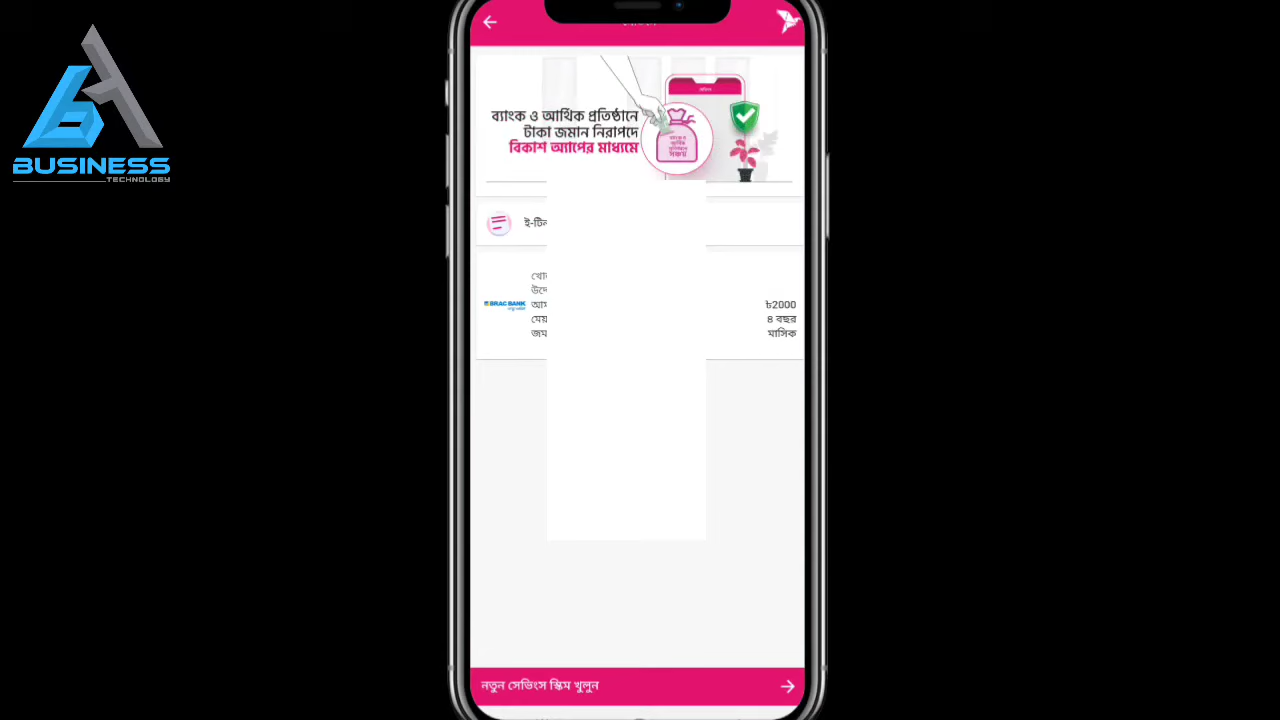 BUSINESS
TECHNOLOGY
ব্যাংক ও আর্থিক প্রতিষ্ঠানে
টাকা জমান নিরাপদে
বিকাশ অ্যাপের মাধ্যমে
ই-টিন
BRAC BANK
৳2000
৪ বছর
মাসিক
নতুন সেভিংস স্কিম খুলুন